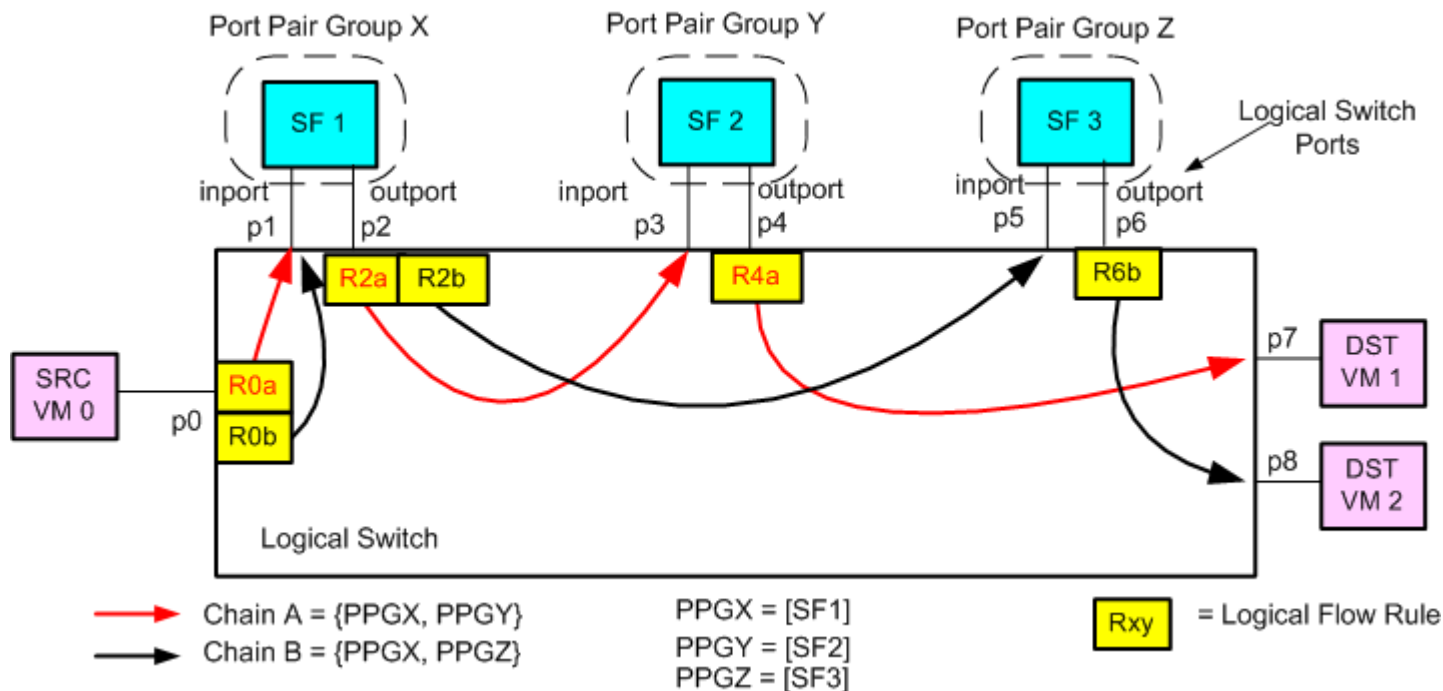 Port Pair Group X
Port Pair Group Y
Port Pair Group Z
SF 1
SF 2
SF 3
Logical Switch
Ports
inport
outport
inport
outport
inport
outport
p1
p2
p3
p4
p5
p6
R2a
R2b
R4a
R6b
SRC
VM 0
p0
R0a
R0b
p7
DST
VM 1
p8
DST
VM 2
Logical Switch
Chain A = {PPGX, PPGY}
Chain B = {PPGX, PPGZ}
PPGX = [SF1]
PPGY = [SF2]
PPGZ = [SF3]
Rxy
= Logical Flow Rule